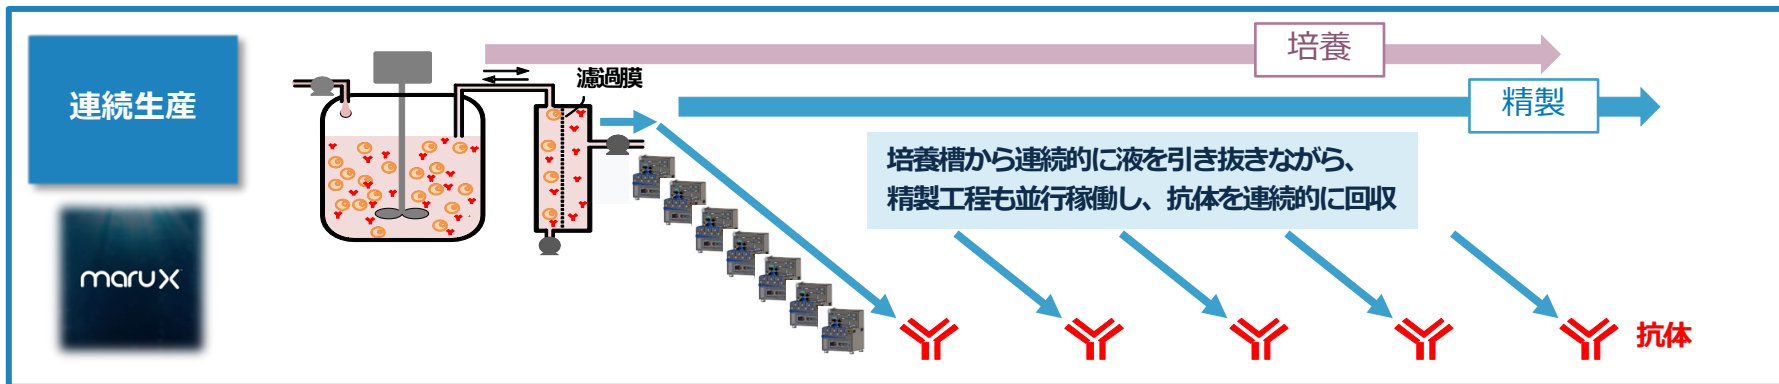 連続生産
maruX
濾過膜
培養
精製
培養槽から連続的に液を引き抜きながら、
精製工程も並行稼働し、抗体を連続的に回収
抗体